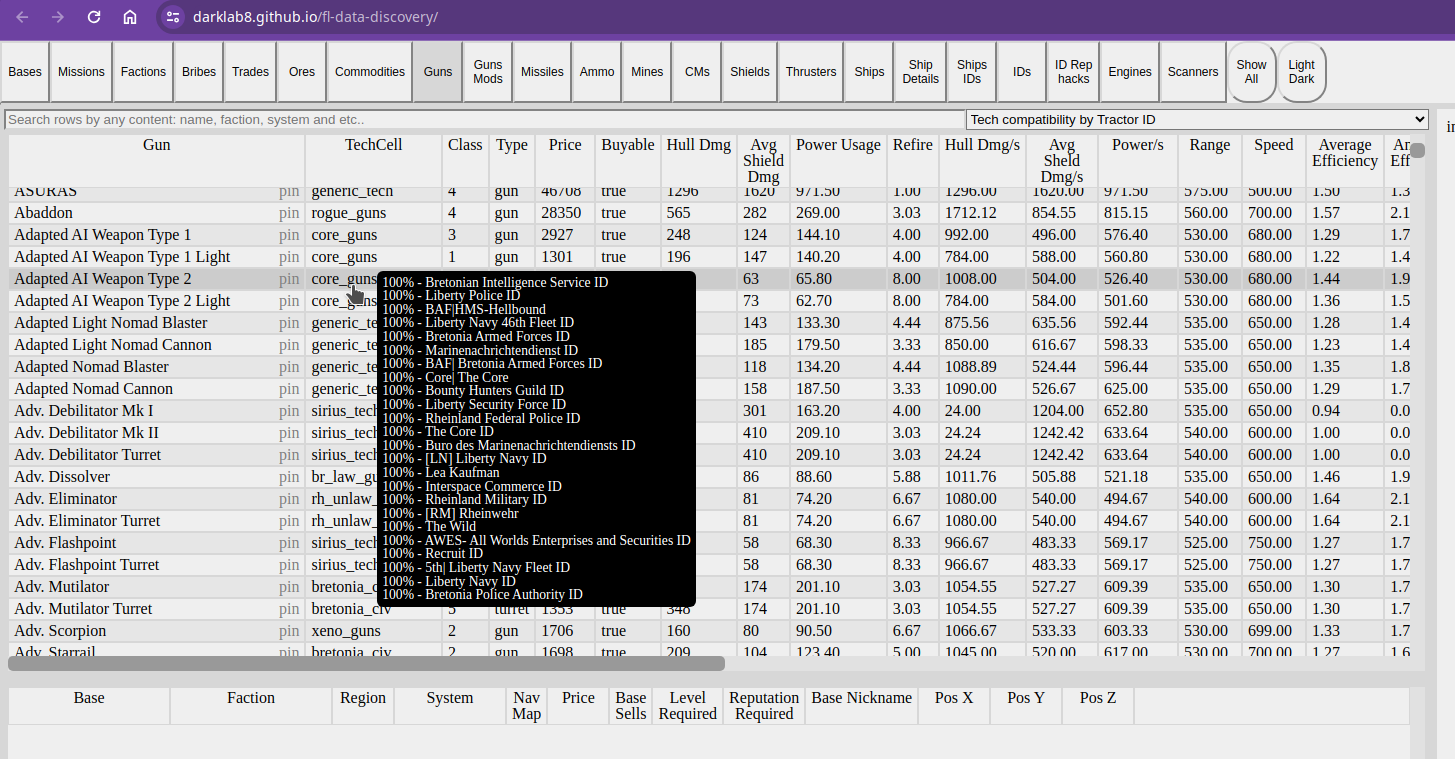 darklab8.github.io/fl-data-discovery/
Bases Missions Factions Bribes Trades Ores Commodities Guns Guns Mods Missiles Ammo Mines CMs Shields Thrusters Ships Ship Details Ships IDs IDs ID Rep hacks Engines Scanners Show All Light Dark
Search rows by any content: name, faction, system and etc.. Tech compatibility by Tractor ID
Gun TechCell Class Type Price Buyable Hull Dmg Avg Shield Dmg Power Usage Refire Hull Dmg/s Avg Sheld Dmg/s Power/s Range Speed Average Efficiency
ASURAS pin generic_tech 4 gun 46708 true 1296 1620 971.50 1.00 1296.00 1620.00 971.50 575.00 500.00 1.50 1.3
Abaddon pin rogue_guns 4 gun 28350 true 565 282 269.00 3.03 1712.12 854.55 815.15 560.00 700.00 1.57 2.1
Adapted AI Weapon Type 1 pin core_guns 3 gun 2927 true 248 124 144.10 4.00 992.00 496.00 576.40 530.00 680.00 1.29 1.7
Adapted AI Weapon Type 1 Light pin core_guns 1 gun 1301 true 196 147 140.20 4.00 784.00 588.00 560.80 530.00 680.00 1.22 1.4
Adapted AI Weapon Type 2 pin core_guns 63 65.80 8.00 1008.00 504.00 526.40 530.00 680.00 1.44 1.9
Adapted AI Weapon Type 2 Light pin core_guns 73 62.70 8.00 784.00 584.00 501.60 530.00 680.00 1.36 1.5
Adapted Light Nomad Blaster pin generic_te 143 133.30 4.44 875.56 635.56 592.44 535.00 650.00 1.28 1.4
Adapted Light Nomad Cannon pin generic_te 185 179.50 3.33 850.00 616.67 598.33 535.00 650.00 1.23 1.4
Adapted Nomad Blaster pin generic_te 118 134.20 4.44 1088.89 524.44 596.44 535.00 650.00 1.35 1.8
Adapted Nomad Cannon pin generic_te 158 187.50 3.33 1090.00 526.67 625.00 535.00 650.00 1.29 1.7
Adv. Debilitator Mk I pin sirius_tech 301 163.20 4.00 24.00 1204.00 652.80 535.00 650.00 0.94 0.0
Adv. Debilitator Mk II pin sirius_tech 410 209.10 3.03 24.24 1242.42 633.64 540.00 600.00 1.00 0.0
Adv. Debilitator Turret pin sirius_tech 410 209.10 3.03 24.24 1242.42 633.64 540.00 600.00 1.00 0.0
Adv. Dissolver pin br_law_gu 86 88.60 5.88 1011.76 505.88 521.18 535.00 650.00 1.46 1.9
Adv. Eliminator pin rh_unlaw_ 81 74.20 6.67 1080.00 540.00 494.67 540.00 600.00 1.64 2.1
Adv. Eliminator Turret pin rh_unlaw_ 81 74.20 6.67 1080.00 540.00 494.67 540.00 600.00 1.64 2.1
Adv. Flashpoint pin sirius_tech 58 68.30 8.33 966.67 483.33 569.17 525.00 750.00 1.27 1.7
Adv. Flashpoint Turret pin sirius_tech 58 68.30 8.33 966.67 483.33 569.17 525.00 750.00 1.27 1.7
Adv. Mutilator pin bretonia_c 174 201.10 3.03 1054.55 527.27 609.39 535.00 650.00 1.30 1.7
Adv. Mutilator Turret pin bretonia_civ 5 turret 1353 true 348 174 201.10 3.03 1054.55 527.27 609.39 535.00 650.00 1.30 1.7
Adv. Scorpion pin xeno_guns 2 gun 1706 true 160 80 90.50 6.67 1066.67 533.33 603.33 530.00 699.00 1.33 1.7
Adv. Starrail pin bretonia_civ 2 gun 1698 true 209 104 123.40 5.00 1045.00 520.00 617.00 530.00 700.00 1.27 1.6
100% - Bretonian Intelligence Service ID
100% - Liberty Police ID
100% - BAF|HMS-Hellbound
100% - Liberty Navy 46th Fleet ID
100% - Bretonia Armed Forces ID
100% - Marinenachrichtendienst ID
100% - BAF| Bretonia Armed Forces ID
100% - Core| The Core
100% - Bounty Hunters Guild ID
100% - Liberty Security Force ID
100% - Rheinland Federal Police ID
100% - The Core ID
100% - Buro des Marinenachrichtendiensts ID
100% - [LN] Liberty Navy ID
100% - Lea Kaufman
100% - Interspace Commerce ID
100% - Rheinland Military ID
100% - [RM] Rheinwehr
100% - The Wild
100% - AWES- All Worlds Enterprises and Securities ID
100% - Recruit ID
100% - 5th| Liberty Navy Fleet ID
100% - Liberty Navy ID
100% - Bretonia Police Authority ID
Base Faction Region System Nav Map Price Base Sells Level Required Reputation Required Base Nickname Pos X Pos Y Pos Z